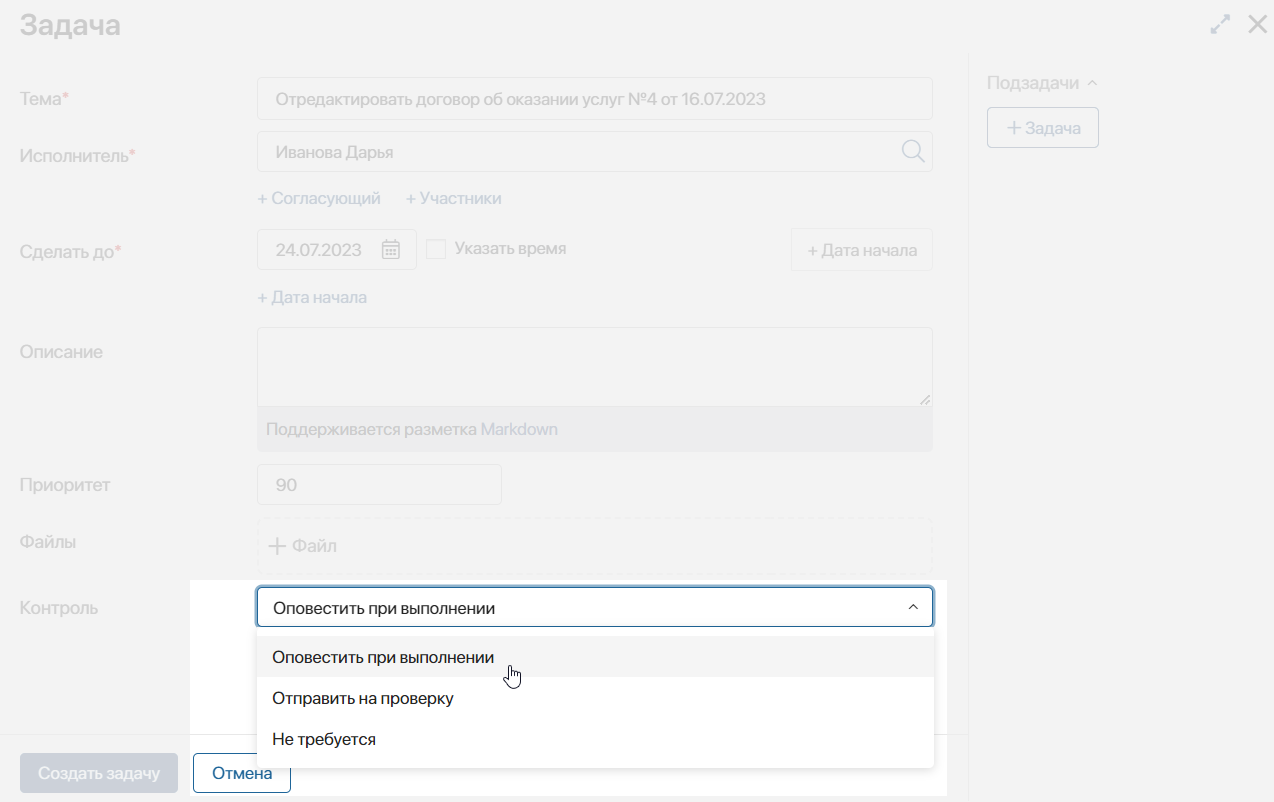 Задача
Подзадачи
+ Задача
Тема*
Отредактировать договор об оказании услуг №4 от 16.07.2023
Исполнитель*
Иванова Дарья
+ Согласующий + Участники
Сделать до*
24.07.2023 Указать время + Дата начала
+ Дата начала
Описание
Поддерживается разметка Markdown
Приоритет
90
Файлы
+ Файл
Контроль
Оповестить при выполнении
Оповестить при выполнении
Отправить на проверку
Не требуется
Создать задачу Отмена